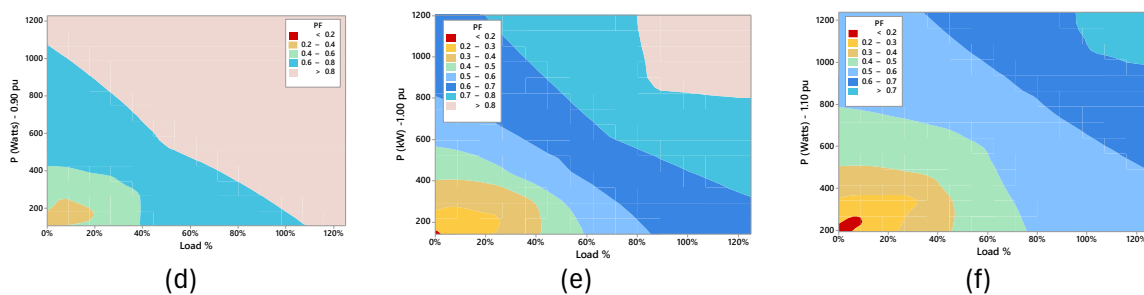 PF
< 0.2
0.2 – 0.4
0.4 – 0.6
0.6 – 0.8
> 0.8
P (Watts) - 0.90 pu
1200
1000
800
600
400
200
0%
20%
40%
60%
80%
100%
120%
Load %
(d)
PF
< 0.2
0.2 – 0.3
0.3 – 0.4
0.4 – 0.5
0.5 – 0.6
0.6 – 0.7
0.7 – 0.8
> 0.8
P (kW) -1.00 pu
1200
1000
800
600
400
200
0%
20%
40%
60%
80%
100%
120%
Load %
(e)
PF
< 0.2
0.2 – 0.3
0.3 – 0.4
0.4 – 0.5
0.5 – 0.6
0.6 – 0.7
> 0.7
P (Watts - 1.10 pu
1200
1000
800
600
400
200
0%
20%
40%
60%
80%
100%
120%
Load %
(f)